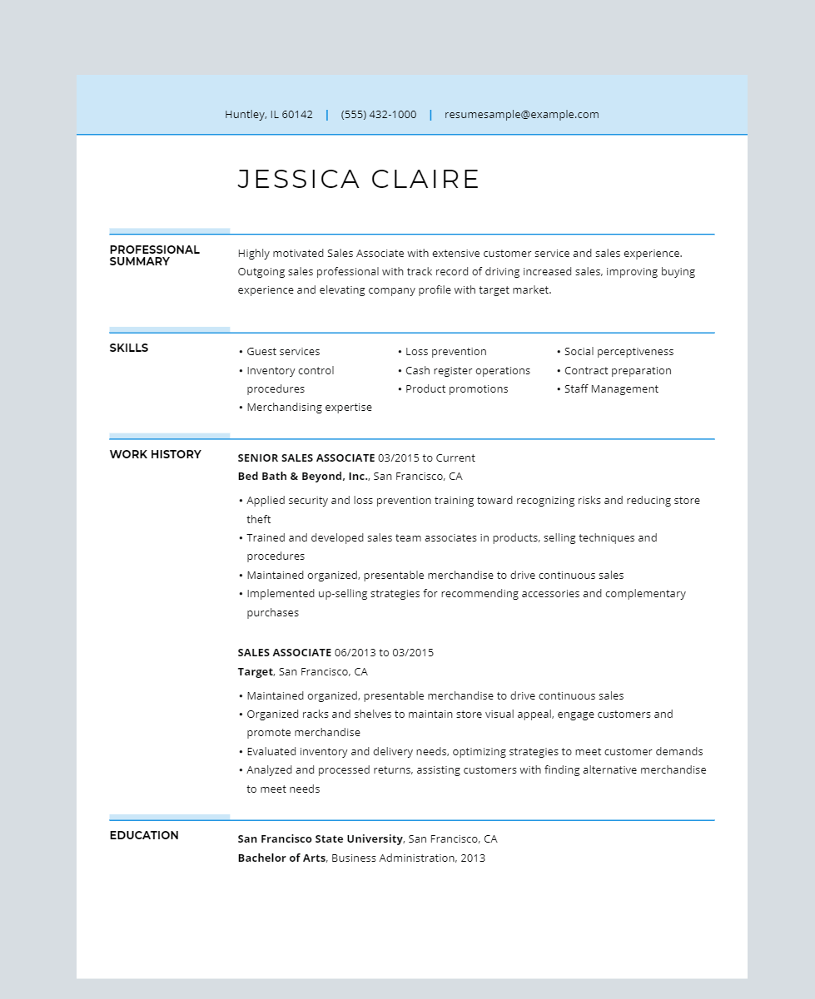 Huntley, IL 60142 | (555) 432-1000 | resumesample@example.com
JESSICA CLAIRE
PROFESSIONAL
SUMMARY
Highly motivated Sales Associate with extensive customer service and sales experience.
Outgoing sales professional with track record of driving increased sales, improving buying
experience and elevating company profile with target market.
SKILLS
• Guest services
• Inventory control
procedures
• Merchandising expertise
• Loss prevention
• Cash register operations
• Product promotions
• Social perceptiveness
• Contract preparation
• Staff Management
WORK HISTORY
SENIOR SALES ASSOCIATE 03/2015 to Current
Bed Bath & Beyond, Inc., San Francisco, CA
• Applied security and loss prevention training toward recognizing risks and reducing store
theft
• Trained and developed sales team associates in products, selling techniques and
procedures
• Maintained organized, presentable merchandise to drive continuous sales
• Implemented up-selling strategies for recommending accessories and complementary
purchases
SALES ASSOCIATE 06/2013 to 03/2015
Target, San Francisco, CA
• Maintained organized, presentable merchandise to drive continuous sales
• Organized racks and shelves to maintain store visual appeal, engage customers and
promote merchandise
• Evaluated inventory and delivery needs, optimizing strategies to meet customer demands
• Analyzed and processed returns, assisting customers with finding alternative merchandise
to meet needs
EDUCATION
San Francisco State University, San Francisco, CA
Bachelor of Arts, Business Administration, 2013